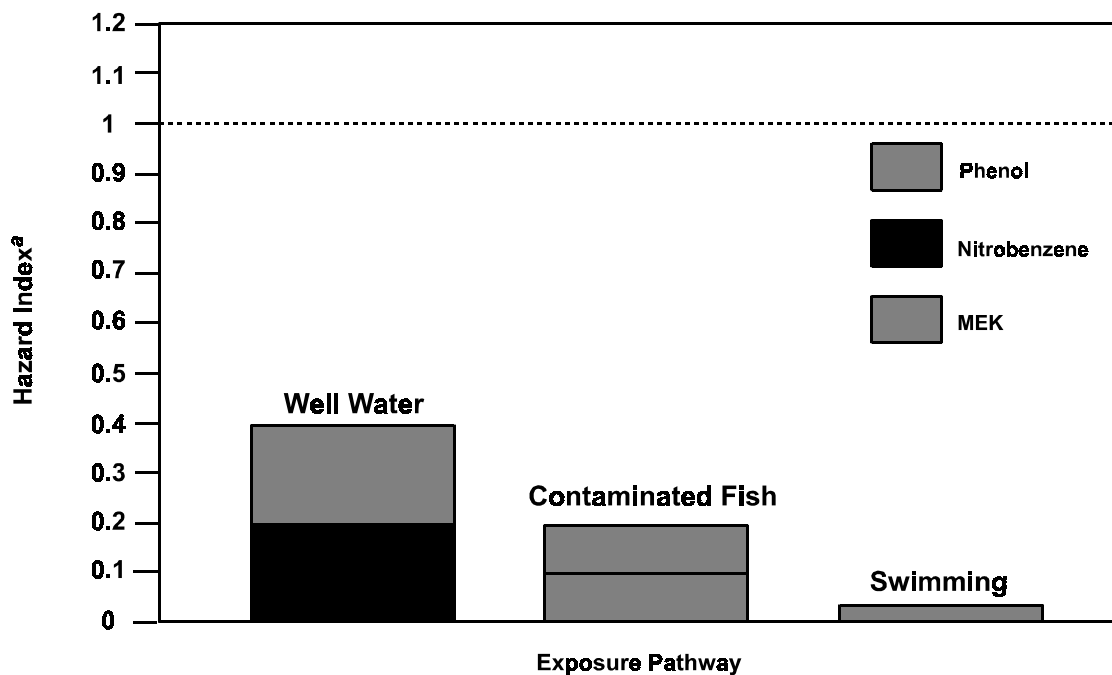 1.2
1.1
1
0.9
0.8
0.7
0.6
0.5
0.4
0.3
0.2
0.1
0
Hazard Indexª
Phenol
Nitrobenzene
MEK
Well Water
Contaminated Fish
Swimming
Exposure Pathway